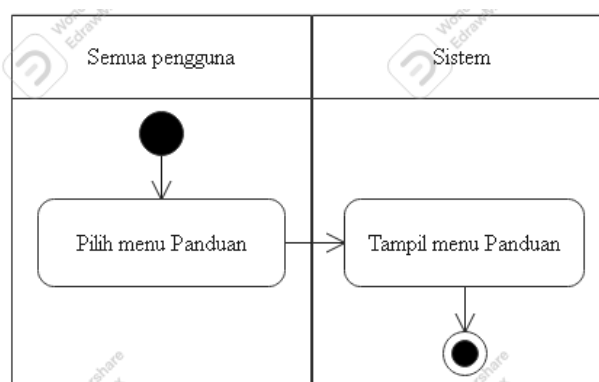 Semua pengguna
Sistem
Pilih menu Panduan
Tampil menu Panduan